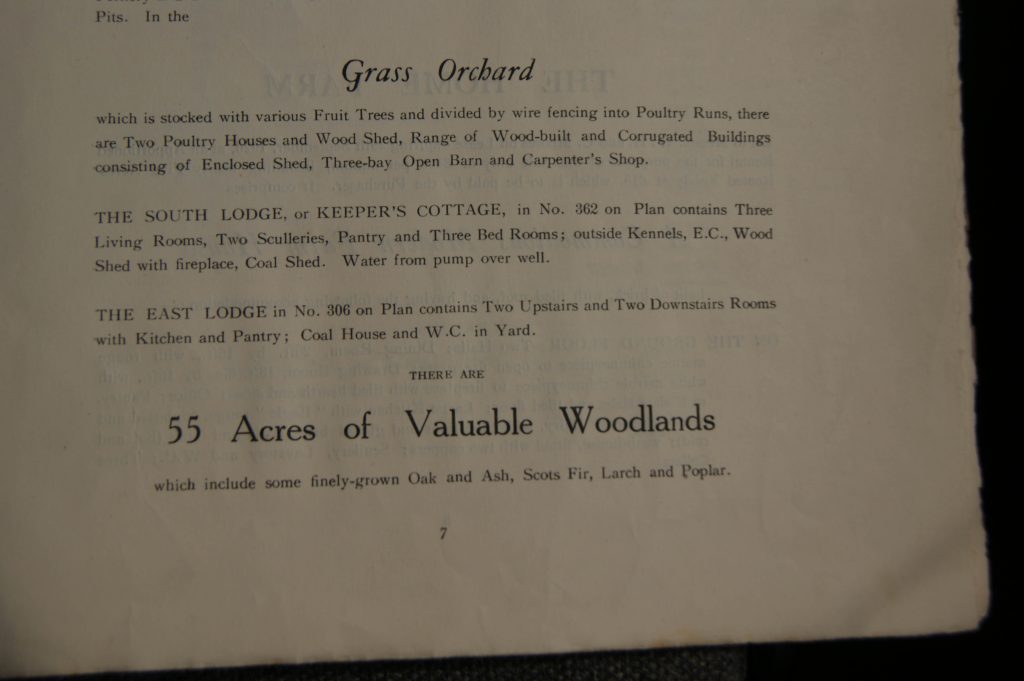 Pits. In the
Grass Orchard
which is stocked with various Fruit Trees and divided by wire fencing into Poultry Runs, there
are Two Poultry Houses and Wood Shed, Range of Wood-built and Corrugated Buildings
consisting of Enclosed Shed, Three-bay Open Barn and Carpenter's Shop.
THE SOUTH LODGE, or KEEPER'S COTTAGE, in No. 362 on Plan contains Three
Living Rooms, Two Sculleries, Pantry and Three Bed Rooms; outside Kennels, E.C., Wood
Shed with fireplace, Coal Shed. Water from pump over well.
THE EAST LODGE in No. 306 on Plan contains Two Upstairs and Two Downstairs Rooms
with Kitchen and Pantry; Coal House and W.C. in Yard.
THERE ARE
55 Acres of Valuable Woodlands
which include some finely-grown Oak and Ash, Scots Fir, Larch and Poplar.
7